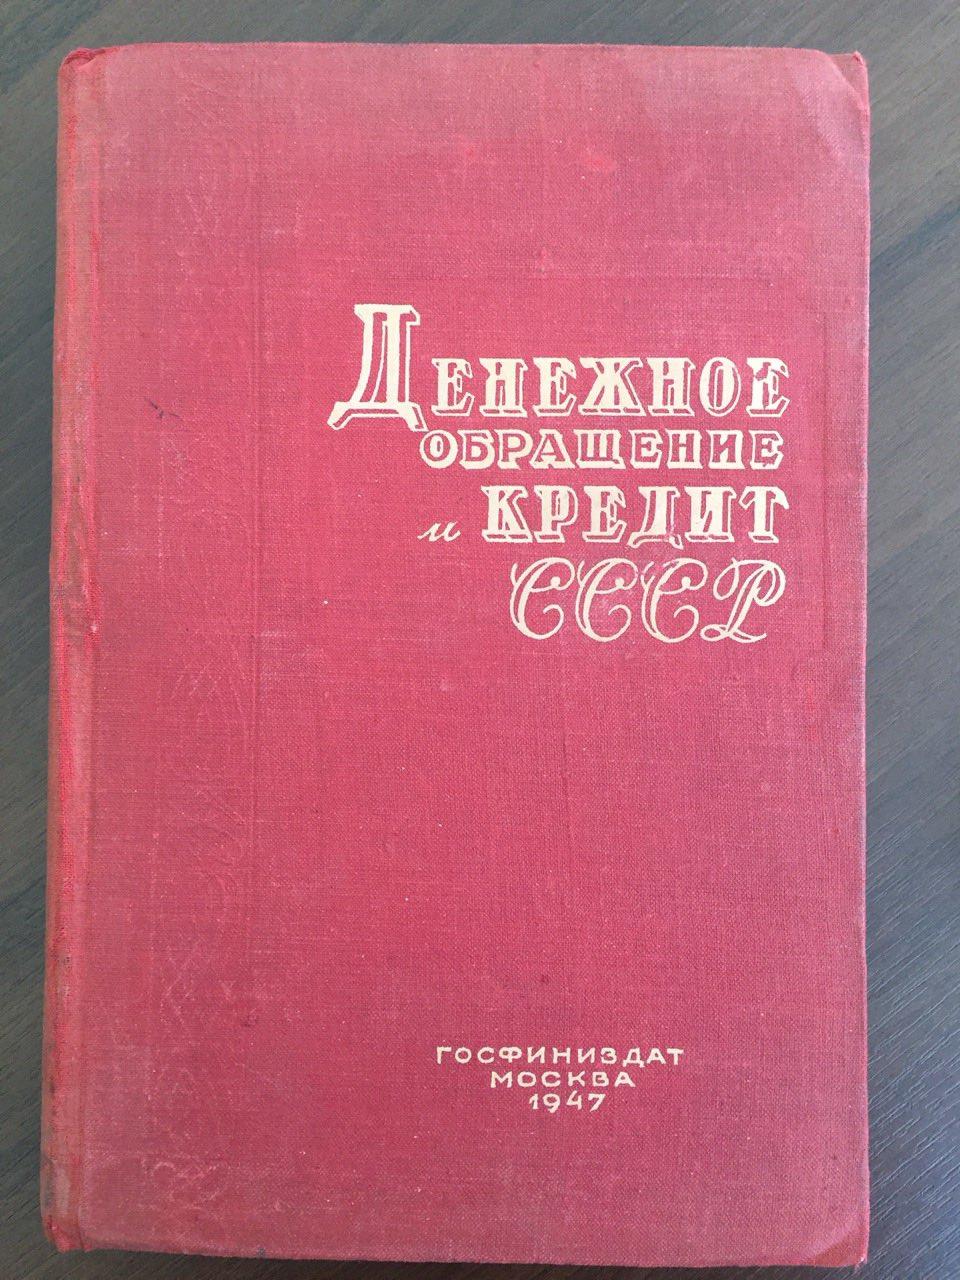 Денежное
обращение
и кредит
СССР
ГОСФИНИЗДАТ
МОСКВА
1947